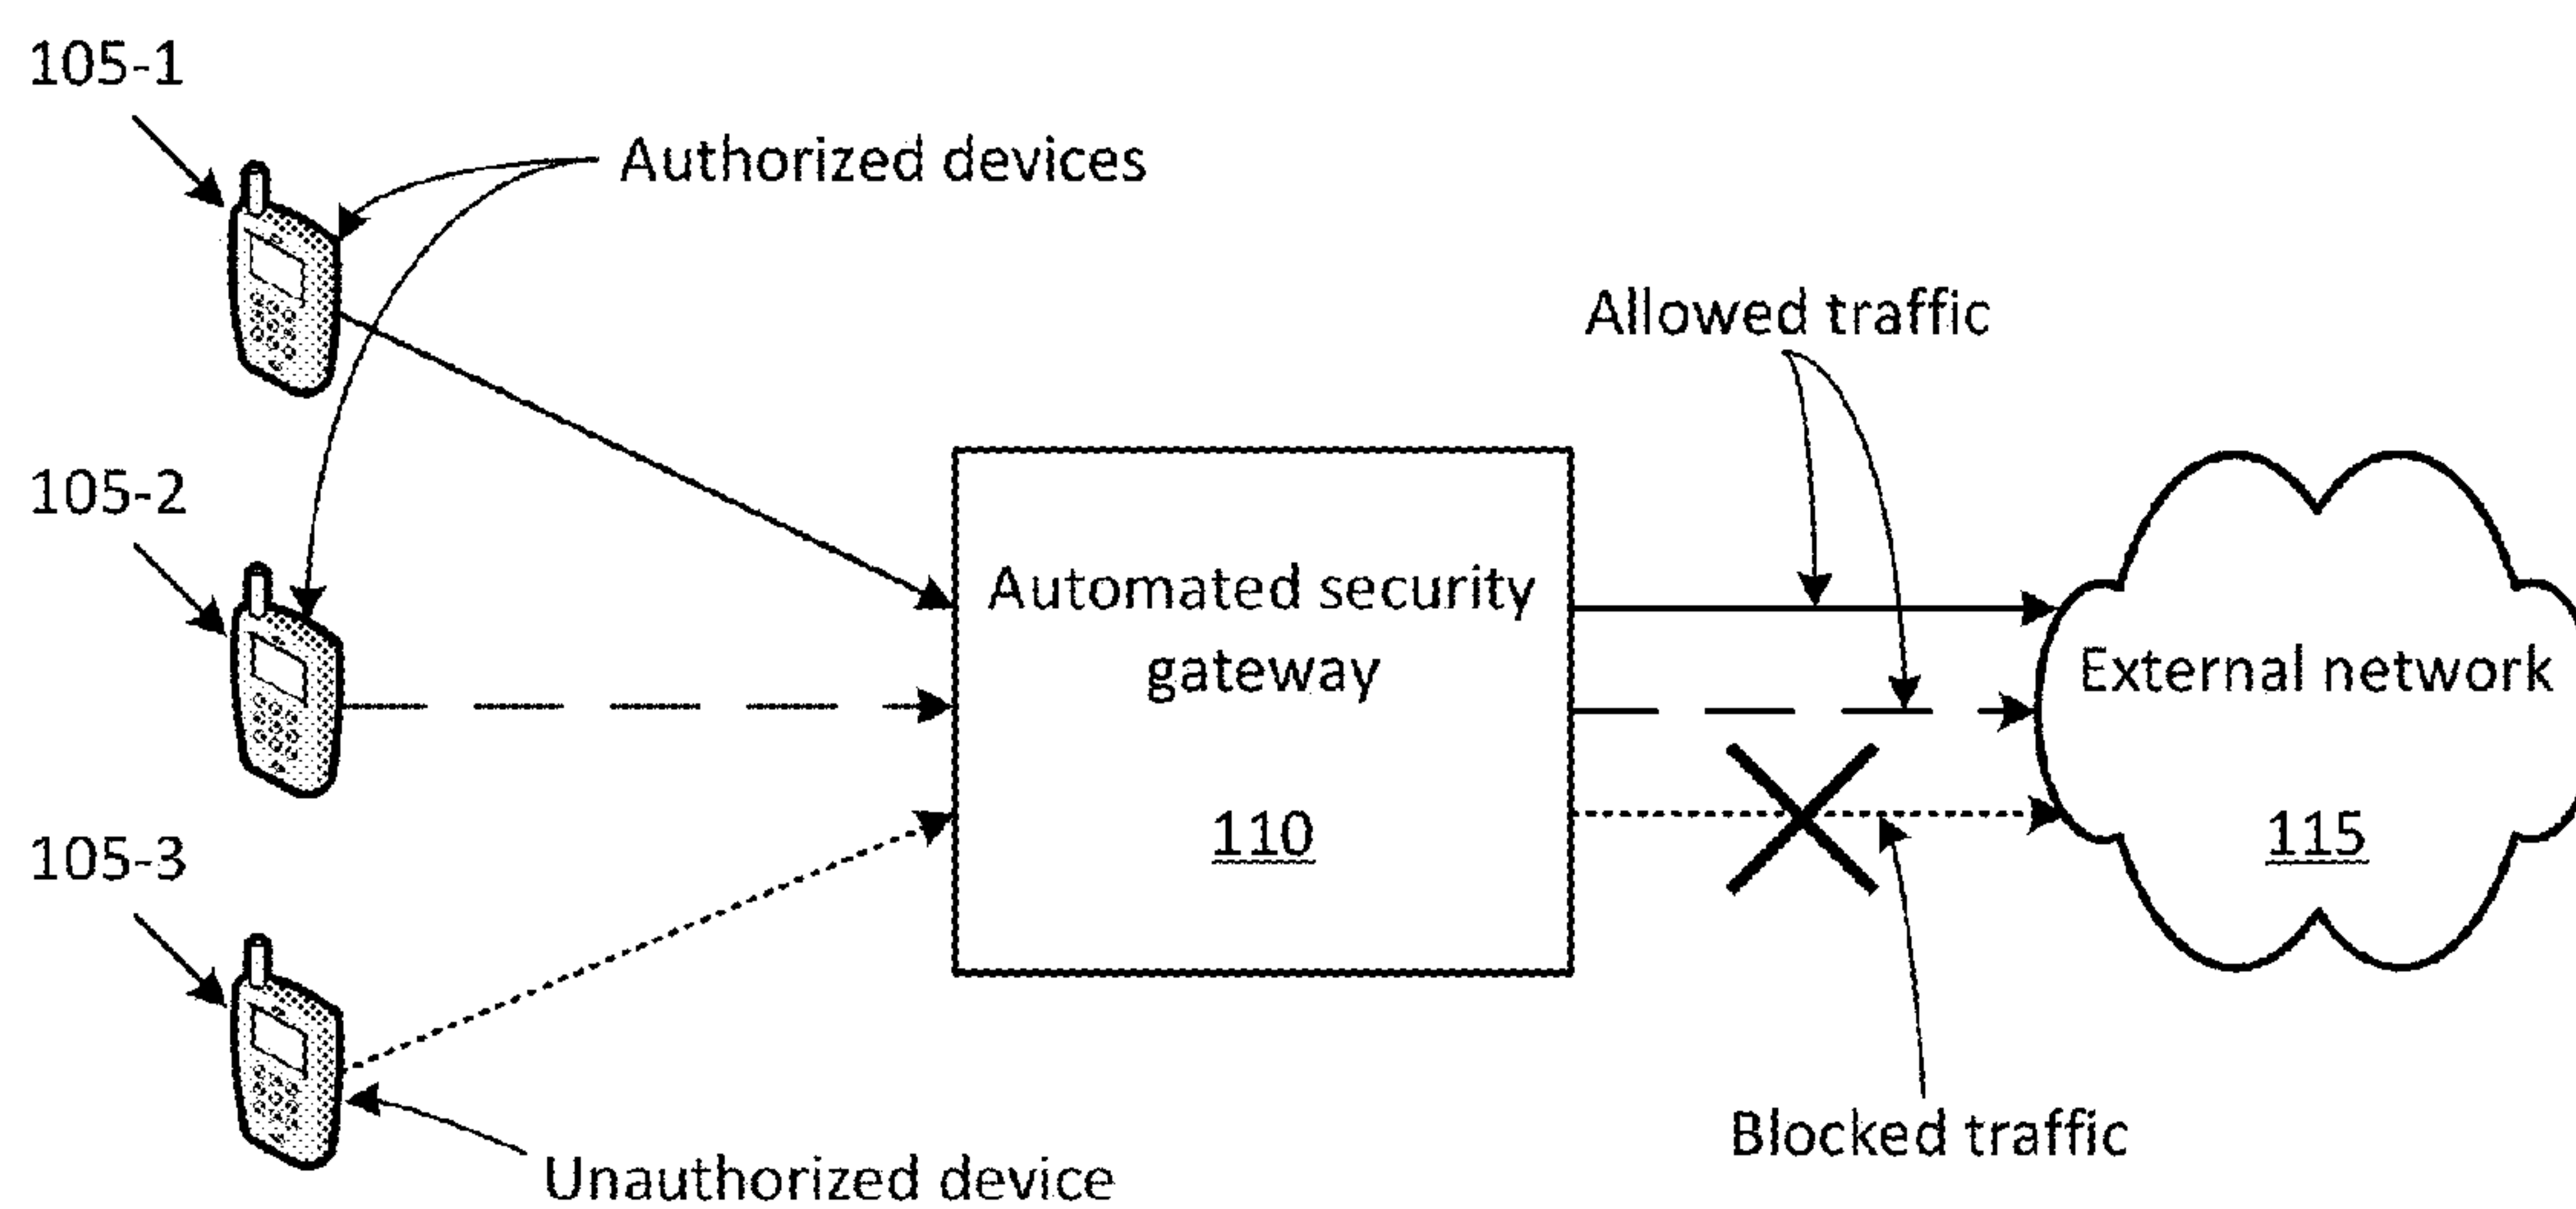 105-1
Authorized devices
Allowed traffic
105-2
Automated security
gateway
110
External network
115
105-3
Blocked traffic
Unauthorized device